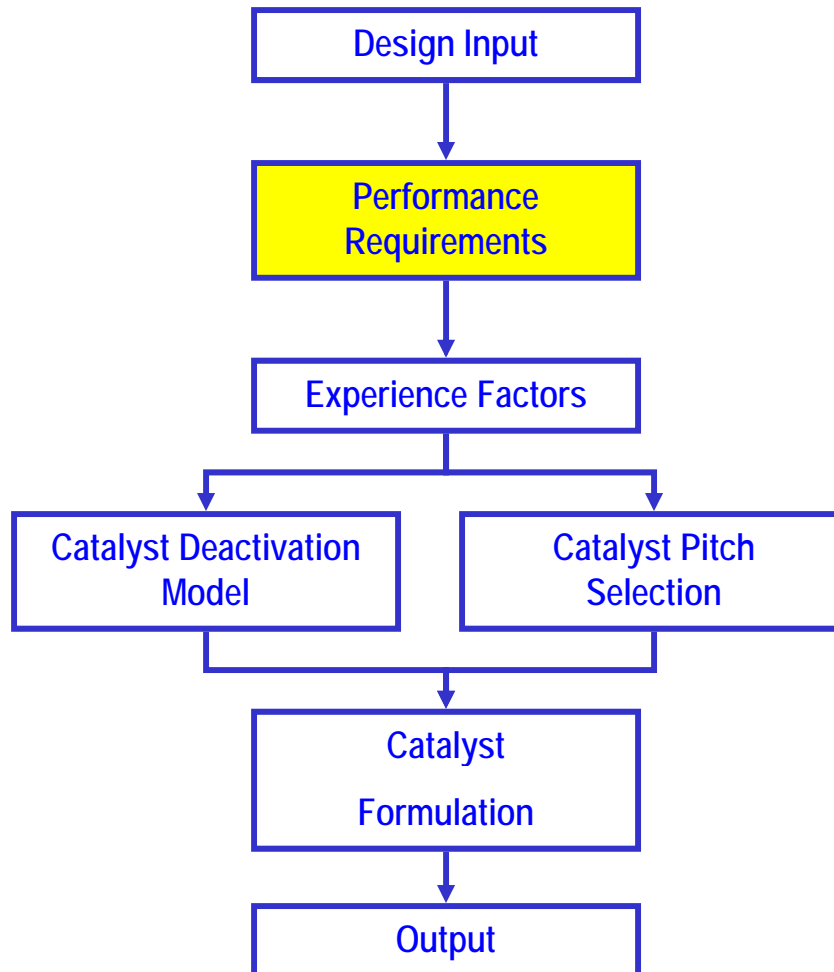 Design Input
Performance
Requirements
Experience Factors
Catalyst Deactivation
Model
Catalyst Pitch
Selection
Catalyst
Formulation
Output